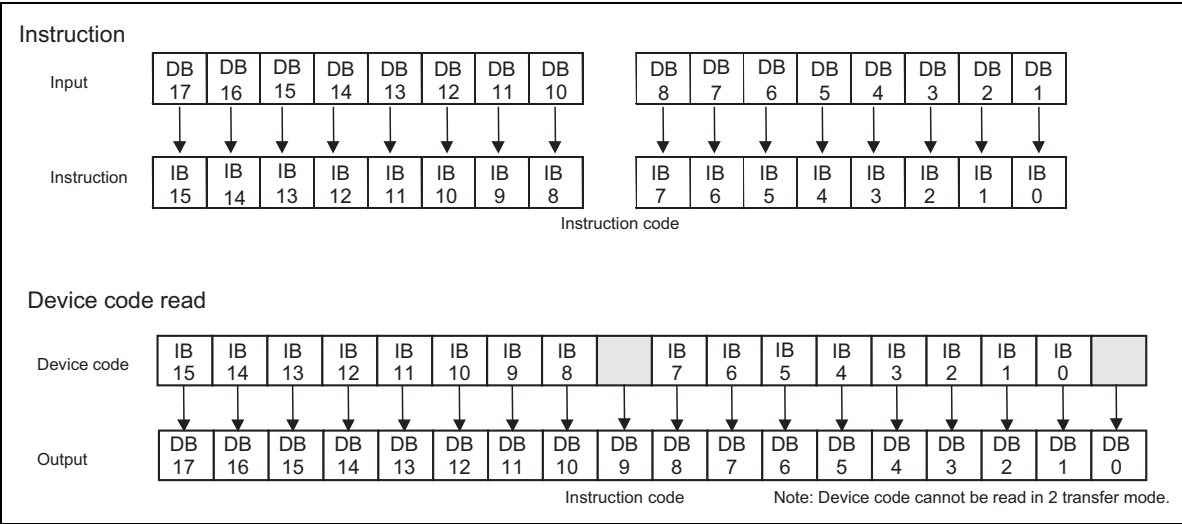 Instruction
Input DB DB DB DB DB DB DB DB DB DB DB DB DB DB DB DB
17 16 15 14 13 12 11 10 8 7 6 5 4 3 2 1
Instruction IB IB IB IB IB IB IB IB IB IB IB IB IB IB IB IB
15 14 13 12 11 10 9 8 7 6 5 4 3 2 1 0
Instruction code
Device code read
Device code IB IB IB IB IB IB IB IB IB IB IB IB IB IB IB IB
15 14 13 12 11 10 9 8 7 6 5 4 3 2 1 0
Output DB DB DB DB DB DB DB DB DB DB DB DB DB DB DB DB DB DB
17 16 15 14 13 12 11 10 9 8 7 6 5 4 3 2 1 0
Instruction code Note: Device code cannot be read in 2 transfer mode.